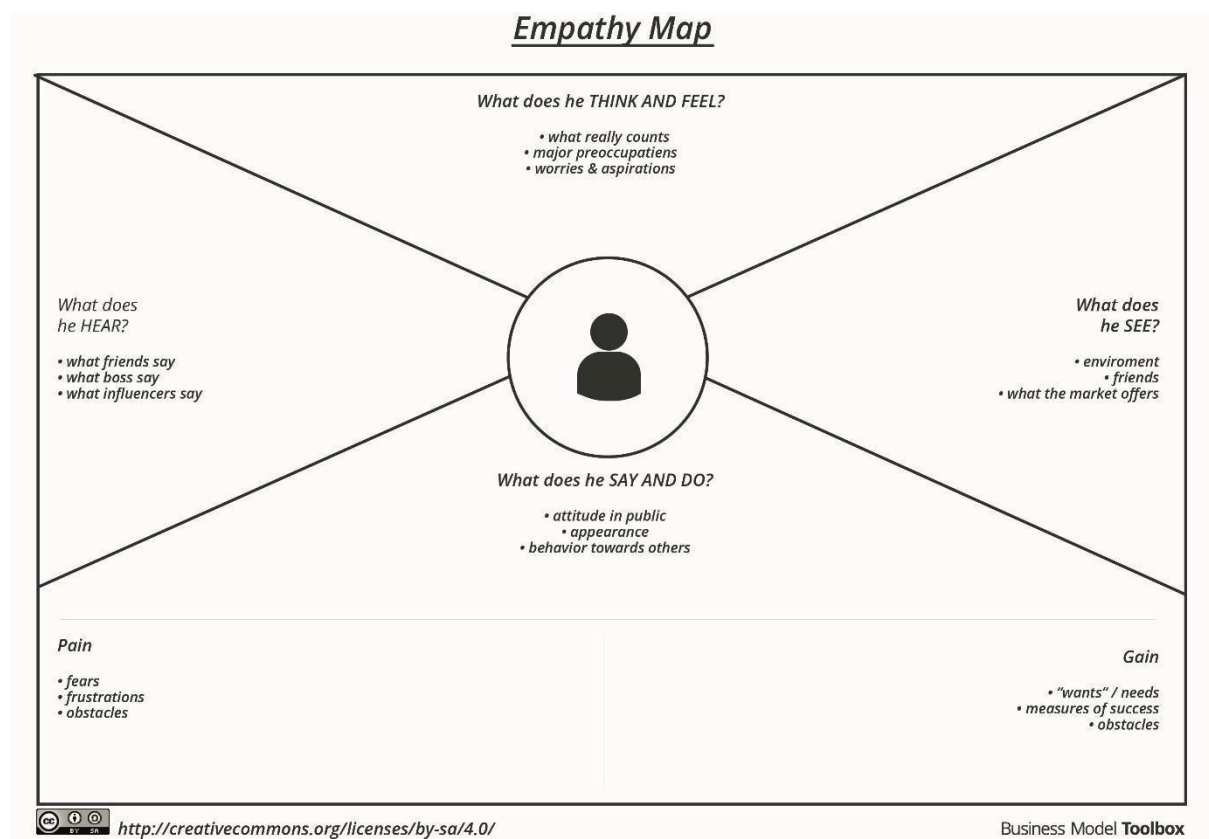 Empathy Map
What does he THINK AND FEEL?
• what really counts
• major preoccupatiens
• worries & aspirations
What does
he HEAR?
• what friends say
• what boss say
• what influencers say
What does
he SEE?
• enviroment
• friends
• what the market offers
What does he SAY AND DO?
• attitude in public
• appearance
• behavior towards others
Pain
• fears
• frustrations
• obstacles
Gain
• “wants“ / needs
• measures of success
• obstacles
cc BY SA
http://creativecommons.org/licenses/by-sa/4.0/
Business Model Toolbox